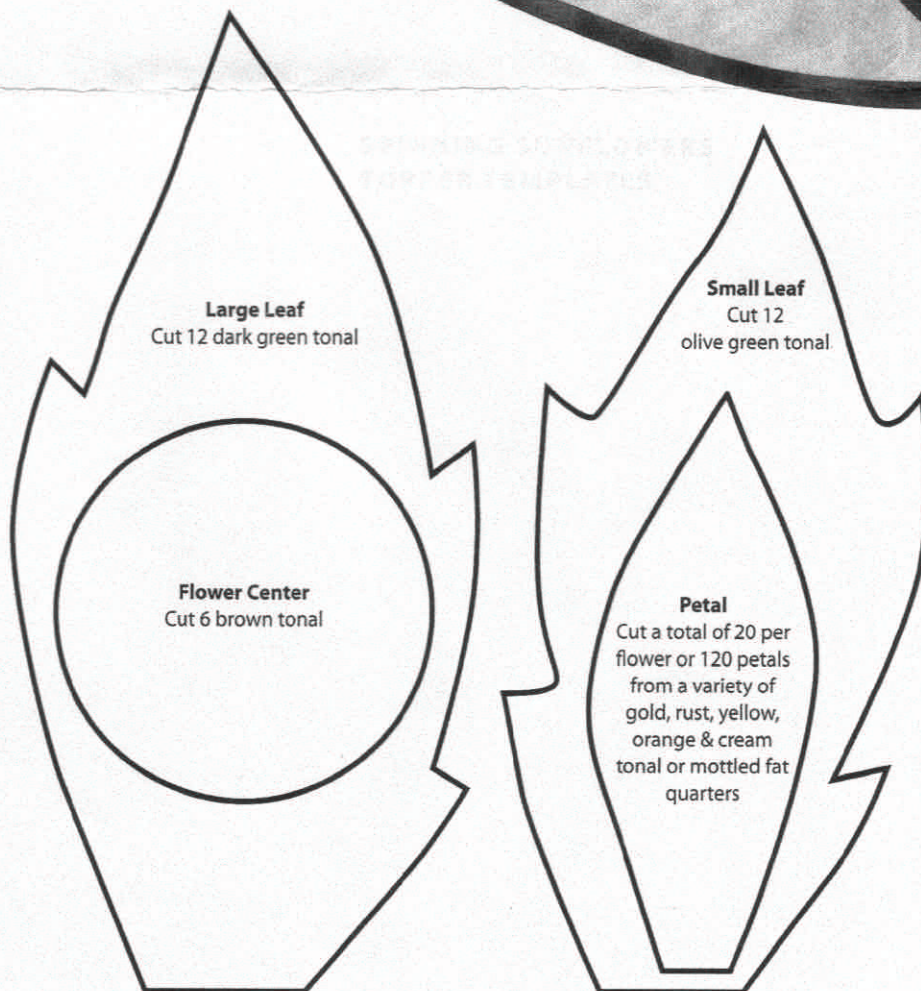 Large Leaf
Cut 12 dark green tonal
Small Leaf
Cut 12
olive green tonal
Flower Center
Cut 6 brown tonal
Petal
Cut a total of 20 per
flower or 120 petals
from a variety of
gold, rust, yellow,
orange & cream
tonal or mottled fat
quarters